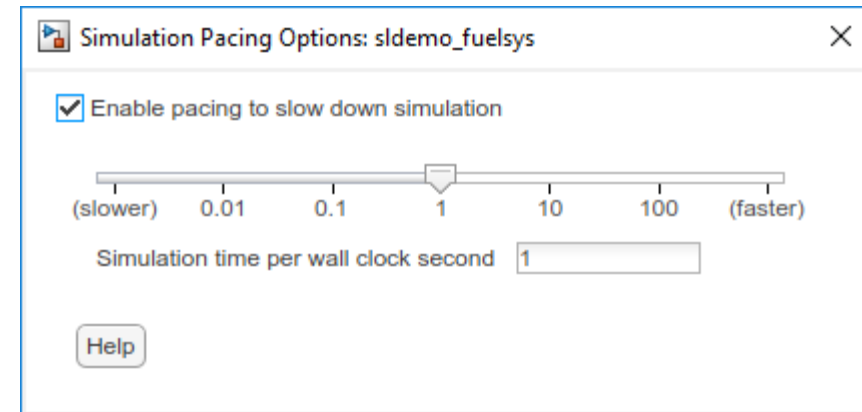 Simulation Pacing Options: sldemo_fuelsys
Enable pacing to slow down simulation
(slower) 0.01 0.1 1 10 100 (faster)
Simulation time per wall clock second 1
Help